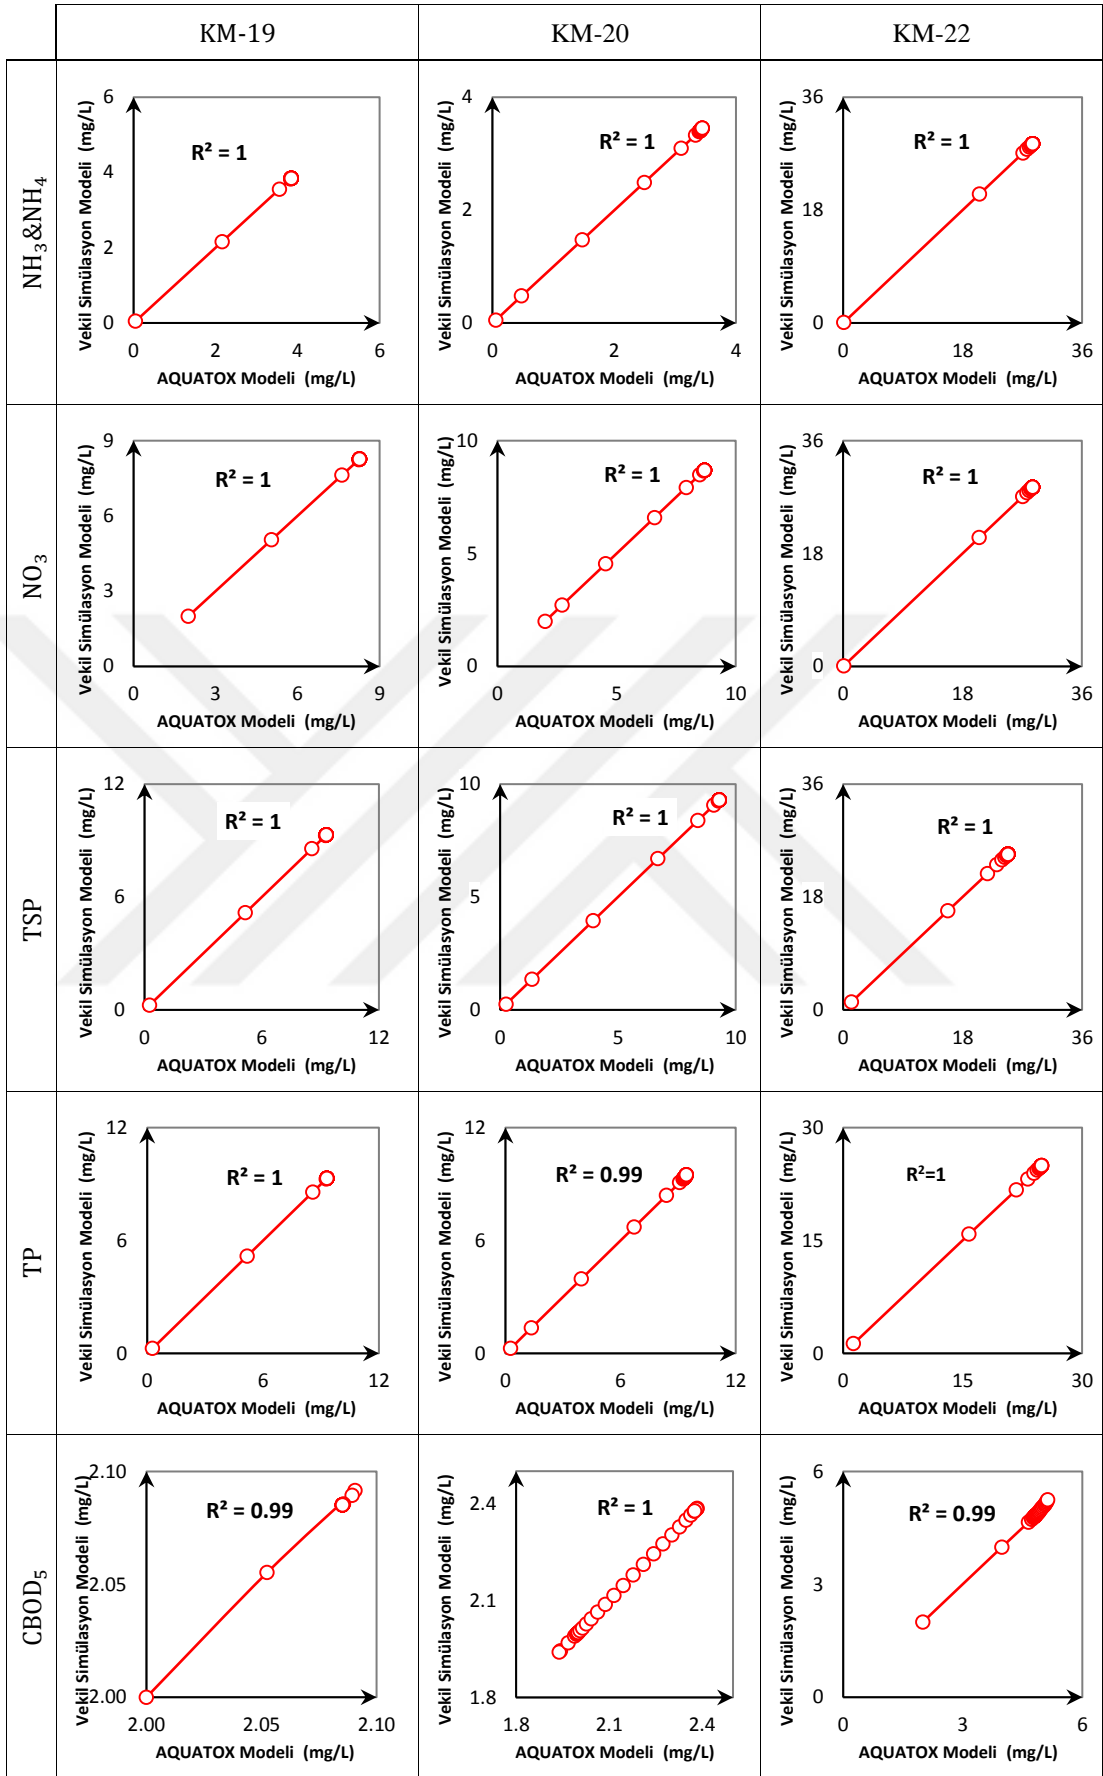 KM-19 KM-20 KM-22
NH₃&NH₄
Vekil Simülasyon Modeli (mg/L)
6
4
2
0
R² = 1
0 2 4 6
AQUATOX Modeli (mg/L)
Vekil Simülasyon Modeli (mg/L)
4
2
0
R² = 1
0 2 4
AQUATOX Modeli (mg/L)
Vekil Simülasyon Modeli (mg/L)
36
18
0
R² = 1
0 18 36
AQUATOX Modeli (mg/L)
NO₃
Vekil Simülasyon Modeli (mg/L)
9
6
3
0
R² = 1
0 3 6 9
AQUATOX Modeli (mg/L)
Vekil Simülasyon Modeli (mg/L)
10
5
0
R² = 1
0 5 10
AQUATOX Modeli (mg/L)
Vekil Simülasyon Modeli (mg/L)
36
18
0
R² = 1
0 18 36
AQUATOX Modeli (mg/L)
TSP
Vekil Simülasyon Modeli (mg/L)
12
6
0
R² = 1
0 6 12
AQUATOX Modeli (mg/L)
Vekil Simülasyon Modeli (mg/L)
10
5
0
R² = 1
0 5 10
AQUATOX Modeli (mg/L)
Vekil Simülasyon Modeli (mg/L)
36
18
0
R² = 1
0 18 36
AQUATOX Modeli (mg/L)
TP
Vekil Simülasyon Modeli (mg/L)
12
6
0
R² = 1
0 6 12
AQUATOX Modeli (mg/L)
Vekil Simülasyon Modeli (mg/L)
12
6
0
R² = 0.99
0 6 12
AQUATOX Modeli (mg/L)
Vekil Simülasyon Modeli (mg/L)
30
15
0
R²=1
0 15 30
AQUATOX Modeli (mg/L)
CBOD₅
Vekil Simülasyon Modeli (mg/L)
2.10
2.05
2.00
R² = 0.99
2.00 2.05 2.10
AQUATOX Modeli (mg/L)
Vekil Simülasyon Modeli (mg/L)
2.4
2.1
1.8
R² = 1
1.8 2.1 2.4
AQUATOX Modeli (mg/L)
Vekil Simülasyon Modeli (mg/L)
6
3
0
R² = 0.99
0 3 6
AQUATOX Modeli (mg/L)